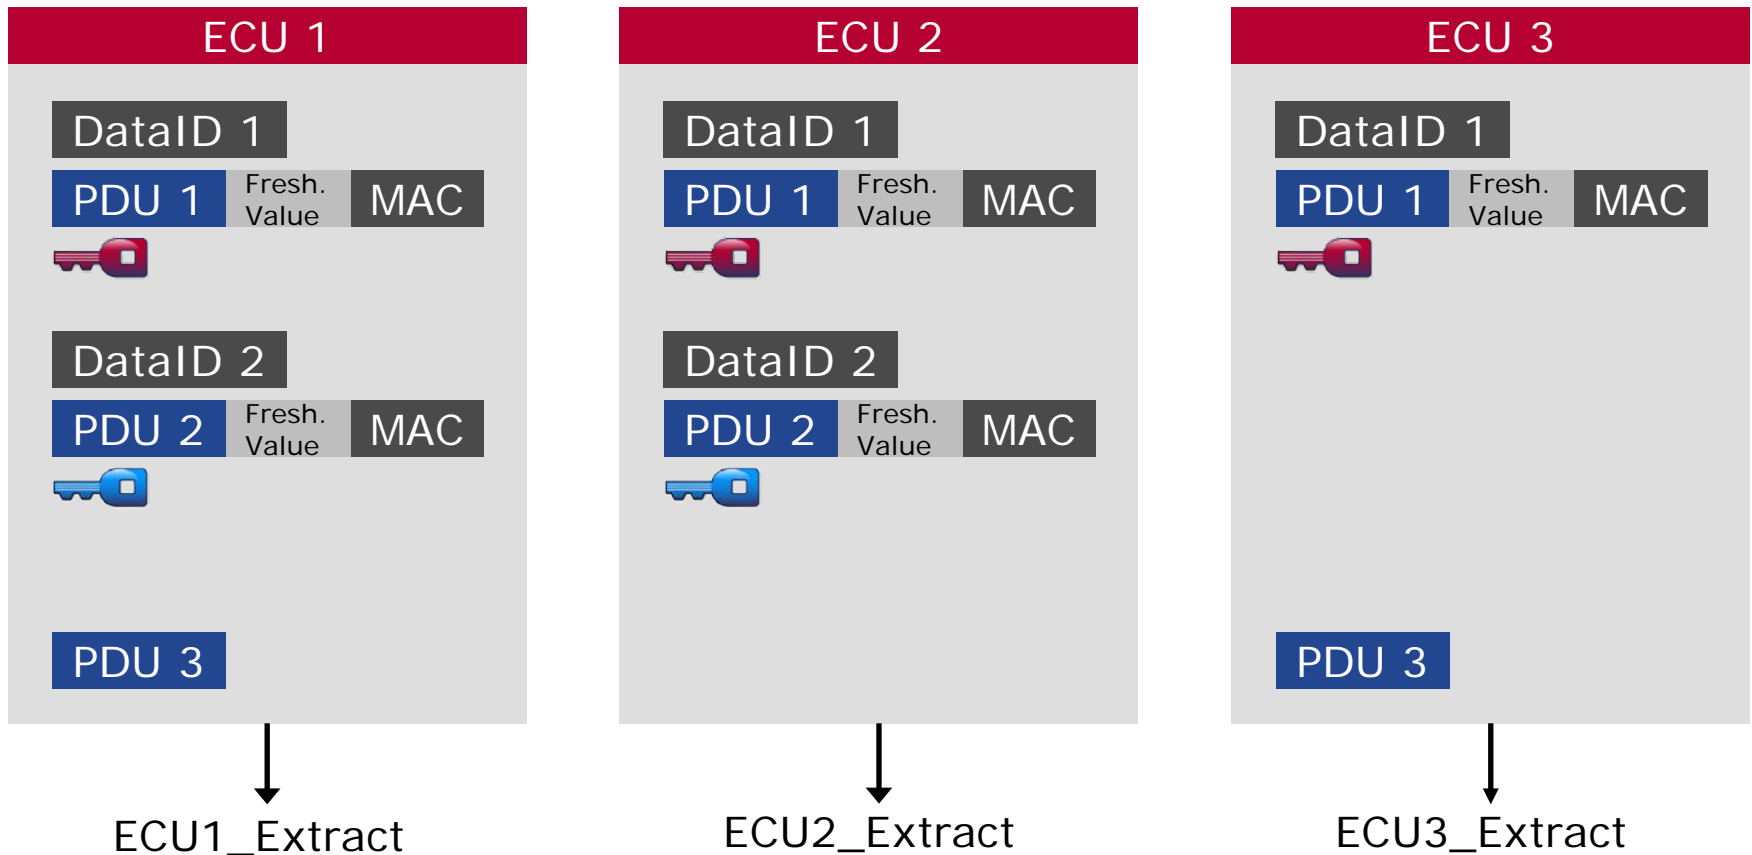 ECU 1
DataID 1
PDU 1
Fresh.
Value
MAC
DataID 2
PDU 2
Fresh.
Value
MAC
PDU 3
ECU1_Extract
ECU 2
DataID 1
PDU 1
Fresh.
Value
MAC
DataID 2
PDU 2
Fresh.
Value
MAC
ECU2_Extract
ECU 3
DataID 1
PDU 1
Fresh.
Value
MAC
PDU 3
ECU3_Extract